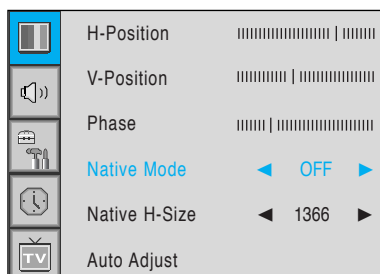 H-Position
V-Position
Phase
Native Mode ◀ OFF ▶
Native H-Size ◀ 1366 ▶
TV Auto Adjust